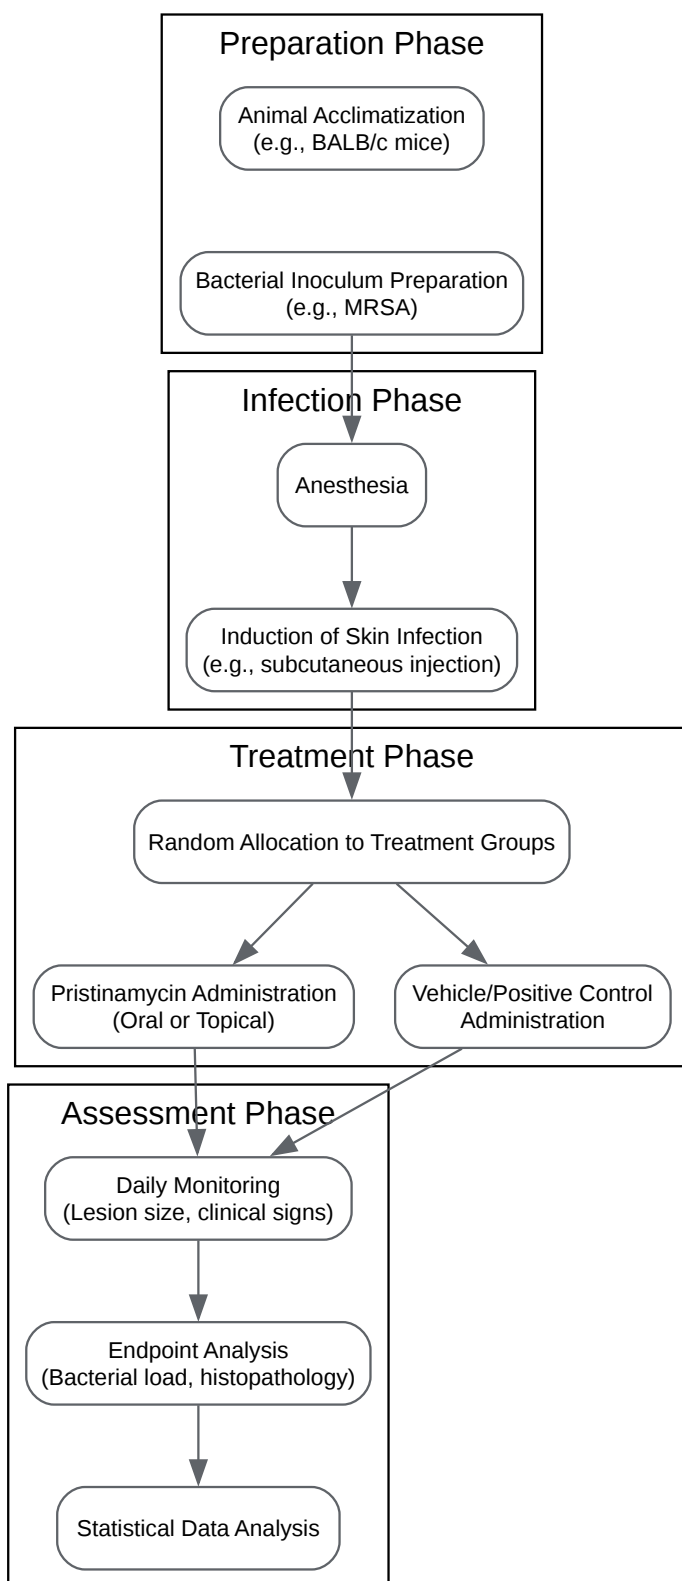 Preparation Phase
Animal Acclimatization
(e.g., BALB/c mice)
Bacterial Inoculum Preparation
(e.g., MRSA)
Infection Phase
Anesthesia
Induction of Skin Infection
(e.g., subcutaneous injection)
Treatment Phase
Random Allocation to Treatment Groups
Pristinamycin Administration
(Oral or Topical)
Vehicle/Positive Control
Administration
Assessment Phase
Daily Monitoring
(Lesion size, clinical signs)
Endpoint Analysis
(Bacterial load, histopathology)
Statistical Data Analysis